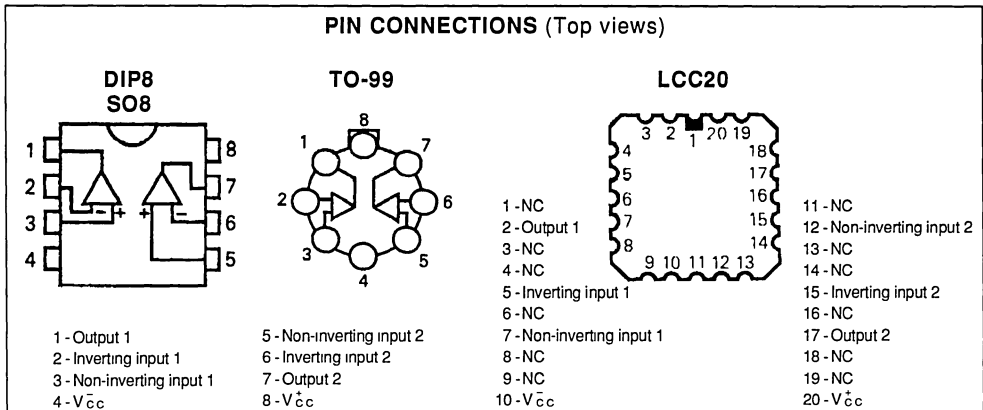 PIN CONNECTIONS (Top views)
DIP8
SO8
1
2
3
4
8
7
6
5
- +
+ -
1 - Output 1
2 - Inverting input 1
3 - Non-inverting input 1
4 - V-cc
TO-99
8
1
7
2
6
3
5
4
5 - Non-inverting input 2
6 - Inverting input 2
7 - Output 2
8 - V+cc
LCC20
3 2 1 20 19
4
5
6
7
8
18
17
16
15
14
9 10 11 12 13
1 - NC
2 - Output 1
3 - NC
4 - NC
5 - Inverting input 1
6 - NC
7 - Non-inverting input 1
8 - NC
9 - NC
10 - V-cc
11 - NC
12 - Non-inverting input 2
13 - NC
14 - NC
15 - Inverting input 2
16 - NC
17 - Output 2
18 - NC
19 - NC
20 - V+cc